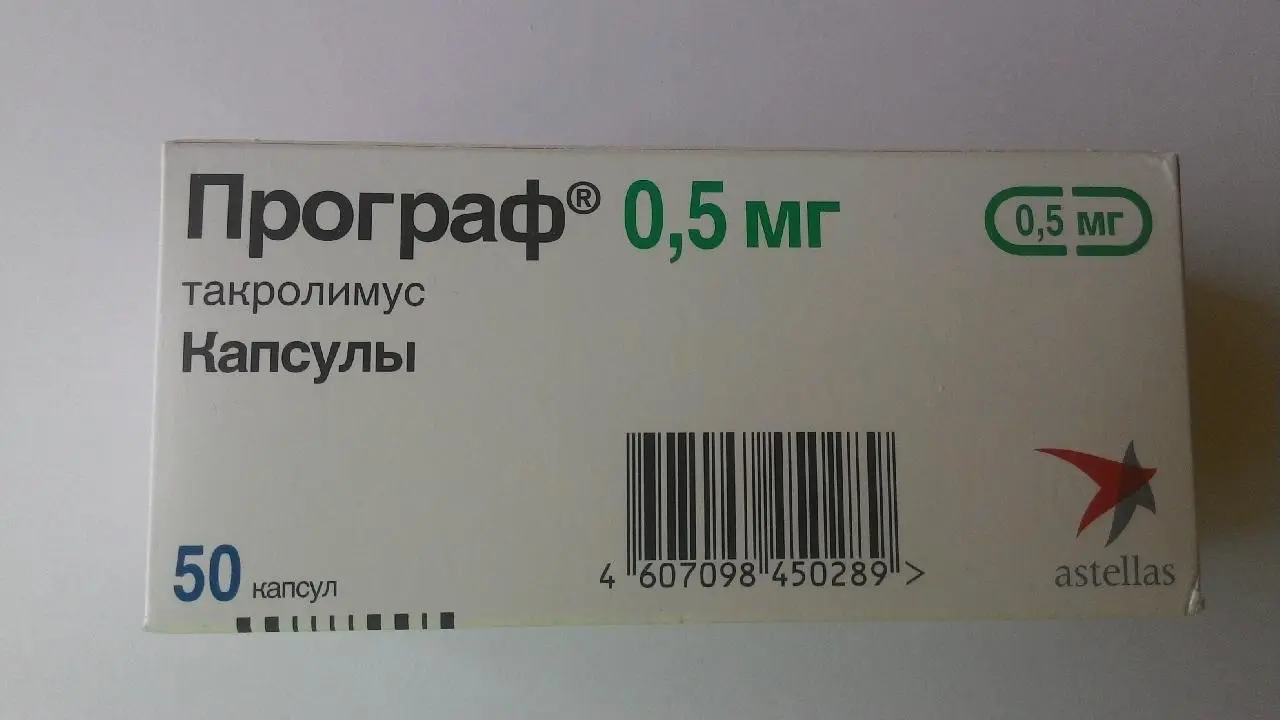 Програф® 0,5 мг
0,5 мг
такролимус
Капсулы
4 607098 450289 >
astellas
50 капсул